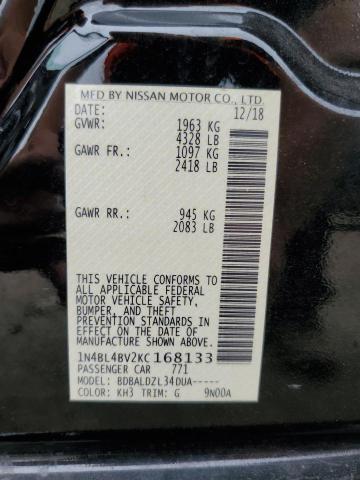 MFD BY NISSAN MOTOR CO., LTD.
DATE: 12/18
GVWR: 1963 KG
4328 LB
GAWR FR.: 1097 KG
2418 LB
GAWR RR.: 945 KG
2083 LB
THIS VEHICLE CONFORMS TO
ALL APPLICABLE FEDERAL
MOTOR VEHICLE SAFETY,
BUMPER, AND THEFT
PREVENTION STANDARDS IN
EFFECT ON THE DATE OF
MANUFACTURE SHOWN ABOVE.
1N4BL4BV2KC168133
PASSENGER CAR 771
MODEL: BDBALDZL34DUA-----
COLOR: KH3 TRIM: G 9N00A